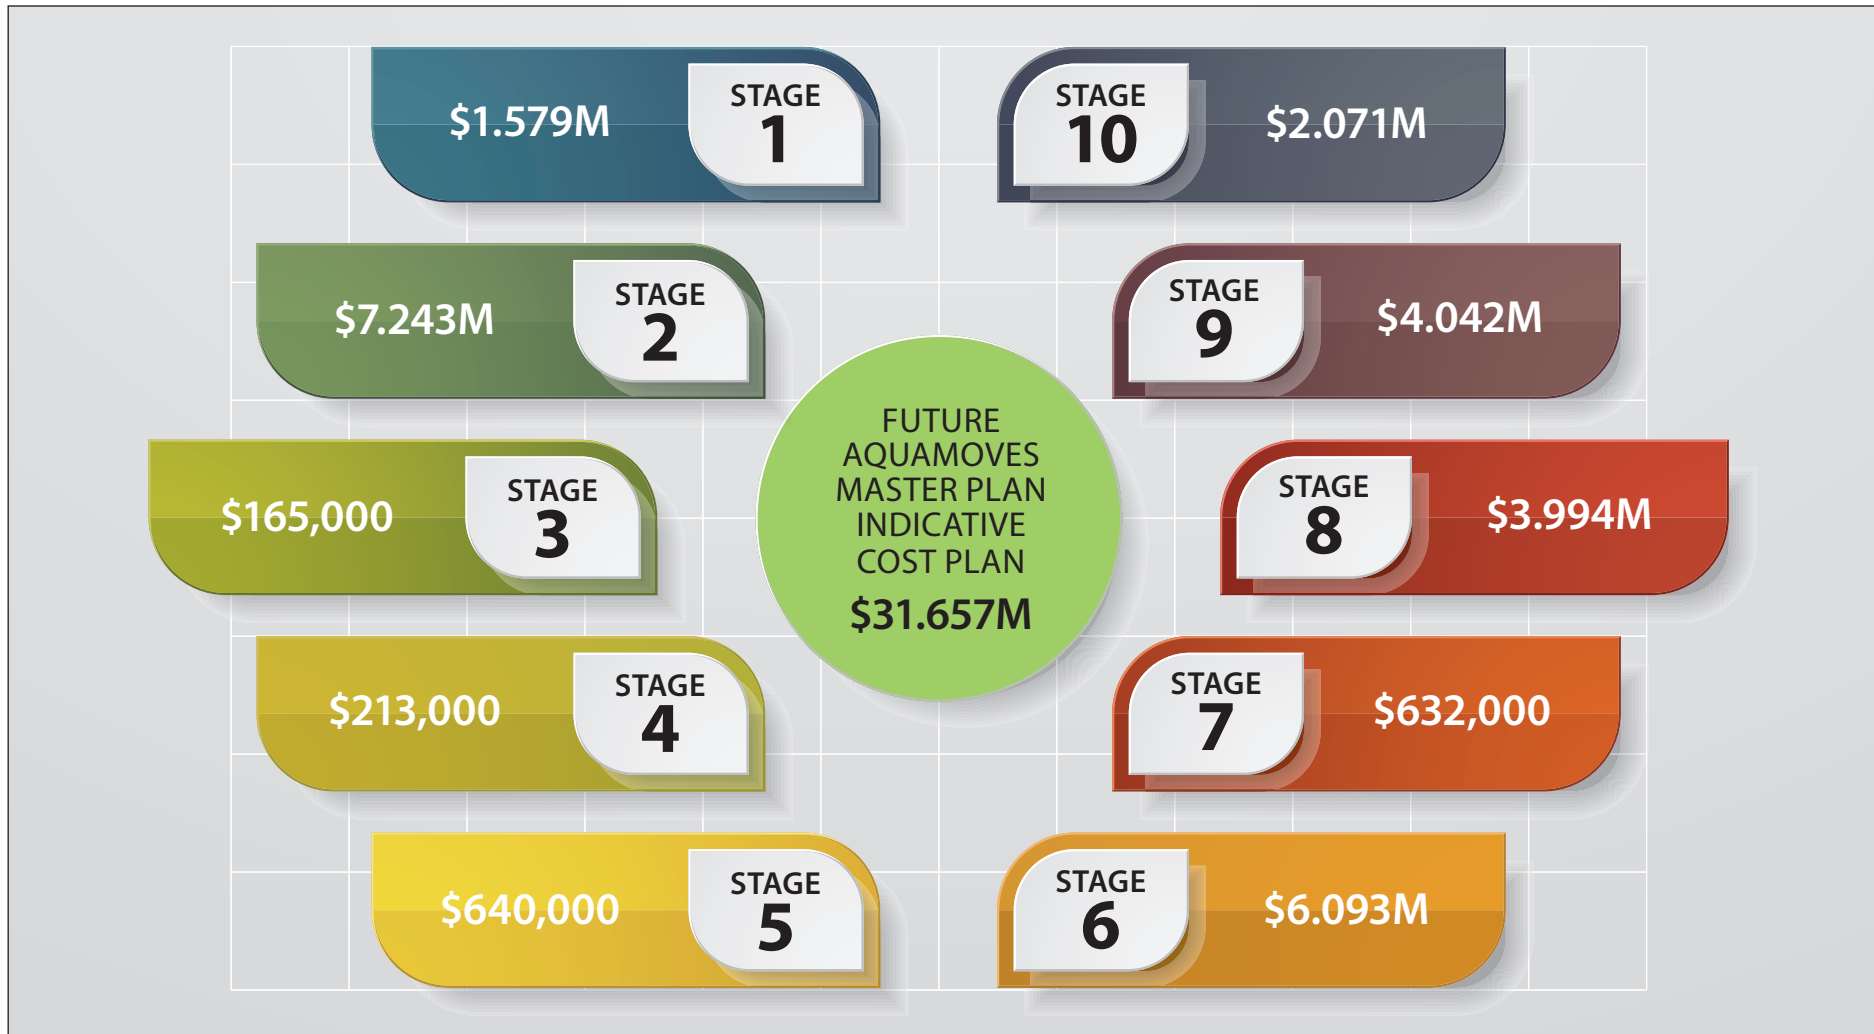 $1.579M
STAGE
1
$7.243M
STAGE
2
$165,000
STAGE
3
$213,000
STAGE
4
$640,000
STAGE
5
FUTURE
AQUAMOVES
MASTER PLAN
INDICATIVE
COST PLAN
$31.657M
STAGE
10
$2.071M
STAGE
9
$4.042M
STAGE
8
$3.994M
STAGE
7
$632,000
STAGE
6
$6.093M